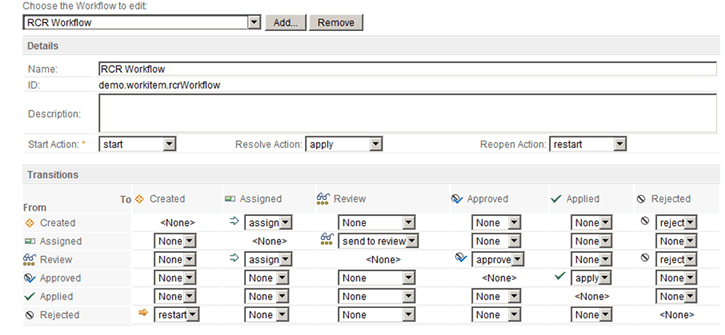 Choose the Workflow to edit:
RCR Workflow Add... Remove
Details
Name: RCR Workflow
ID: demo.workitem.rcrWorkflow
Description:
Start Action: * start Resolve Action: apply Reopen Action: restart
Transitions
To Created Assigned Review Approved Applied Rejected
From
Created <None> assign None None None reject
Assigned None <None> send to review None None None
Review None assign <None> approve None reject
Approved None None None <None> apply None
Applied None None None None <None> None
Rejected restart None None None None <None>